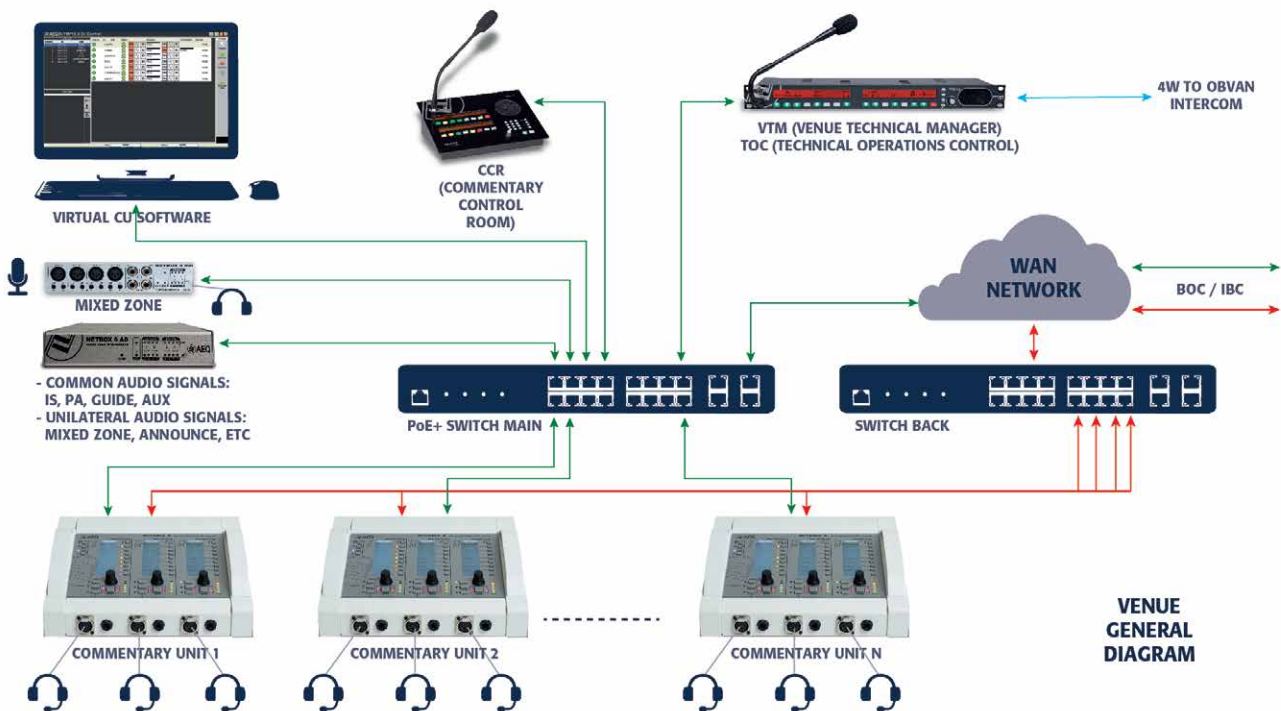 4W TO OBVAN
INTERCOM
VTM (VENUE TECHNICAL MANAGER)
TOC (TECHNICAL OPERATIONS CONTROL)
CCR
(COMMENTARY
CONTROL
ROOM)
VIRTUAL CU SOFTWARE
WAN
NETWORK
BOC / IBC
MIXED ZONE
NETBOX 8 AD
AEQ
- COMMON AUDIO SIGNALS:
IS, PA, GUIDE, AUX
- UNILATERAL AUDIO SIGNALS:
MIXED ZONE, ANNOUNCE, ETC
PoE+ SWITCH MAIN
SWITCH BACK
COMMENTARY UNIT 1
COMMENTARY UNIT 2
COMMENTARY UNIT N
VENUE
GENERAL
DIAGRAM